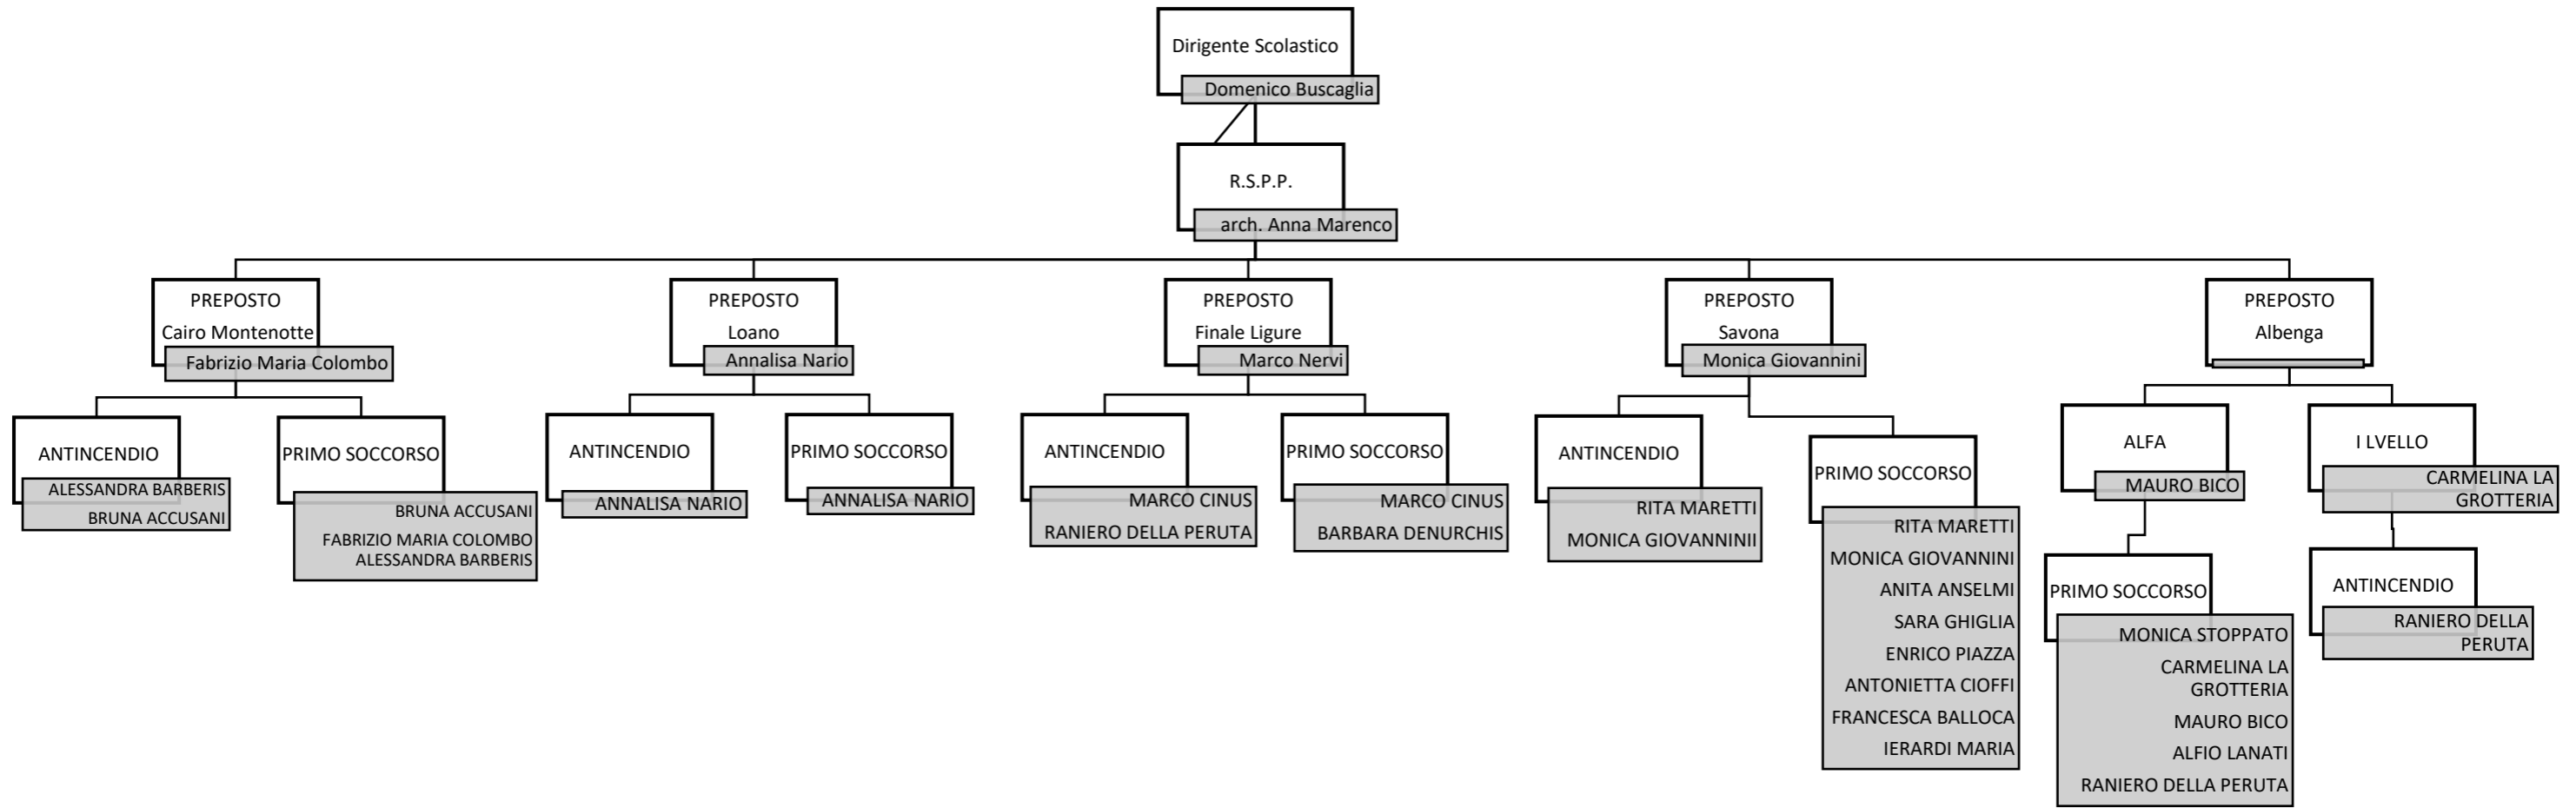 Dirigente Scolastico
Domenico Buscaglia
R.S.P.P.
arch. Anna Marenco
PREPOSTO
Cairo Montenotte
Fabrizio Maria Colombo
ANTINCENDIO
ALESSANDRA BARBERIS
BRUNA ACCUSANI
PRIMO SOCCORSO
BRUNA ACCUSANI
FABRIZIO MARIA COLOMBO
ALESSANDRA BARBERIS
PREPOSTO
Loano
Annalisa Nario
ANTINCENDIO
ANNALISA NARIO
PRIMO SOCCORSO
ANNALISA NARIO
PREPOSTO
Finale Ligure
Marco Nervi
ANTINCENDIO
MARCO CINUS
RANIERO DELLA PERUTA
PRIMO SOCCORSO
MARCO CINUS
BARBARA DENURCHIS
PREPOSTO
Savona
Monica Giovannini
ANTINCENDIO
RITA MARETTI
MONICA GIOVANNINII
PRIMO SOCCORSO
RITA MARETTI
MONICA GIOVANNINI
ANITA ANSELMI
SARA GHIGLIA
ENRICO PIAZZA
ANTONIETTA CIOFFI
FRANCESCA BALLOCA
IERARDI MARIA
PREPOSTO
Albenga
ALFA
MAURO BICO
PRIMO SOCCORSO
MONICA STOPPATO
CARMELINA LA
GROTTERIA
MAURO BICO
ALFIO LANATI
RANIERO DELLA PERUTA
I LVELLO
CARMELINA LA
GROTTERIA
ANTINCENDIO
RANIERO DELLA
PERUTA